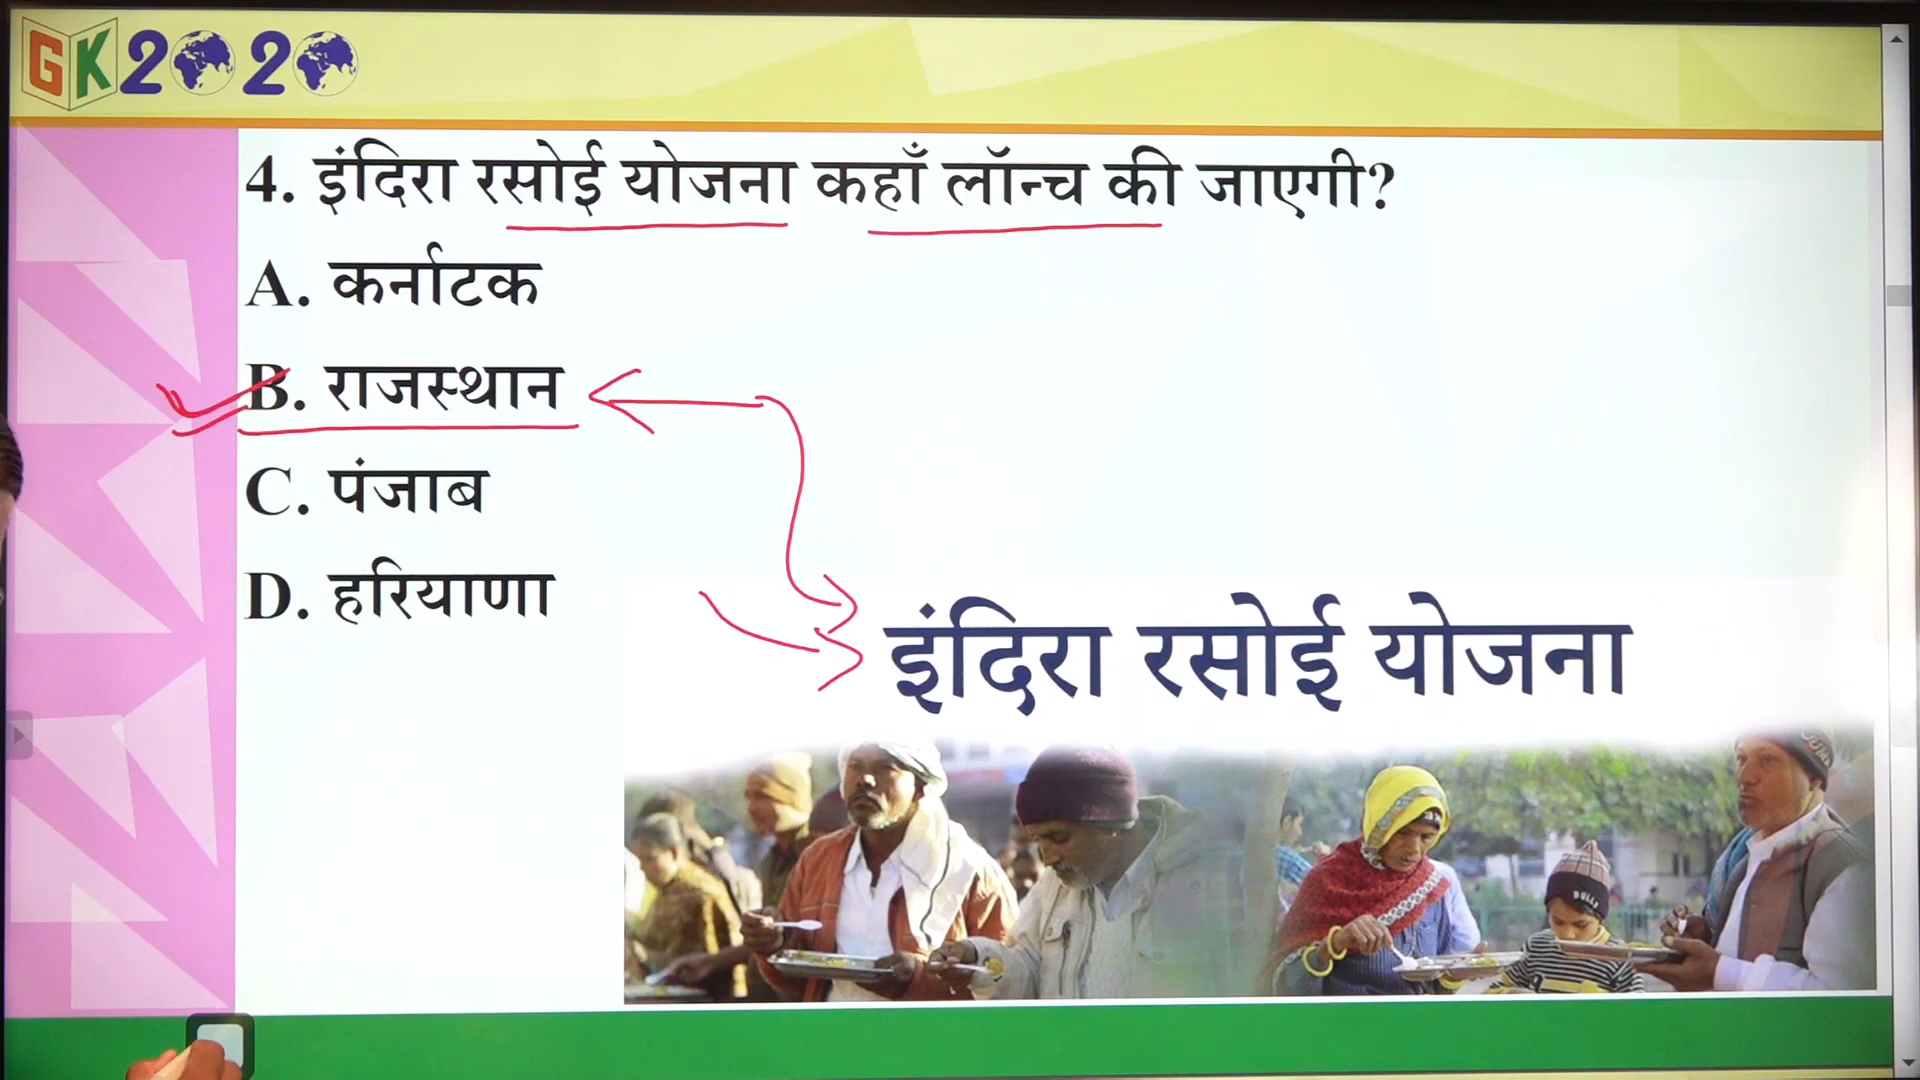 GK2020
4. इंदिरा रसोई योजना कहाँ लॉन्च की जाएगी?
A. कर्नाटक
B. राजस्थान
C. पंजाब
D. हरियाणा
इंदिरा रसोई योजना